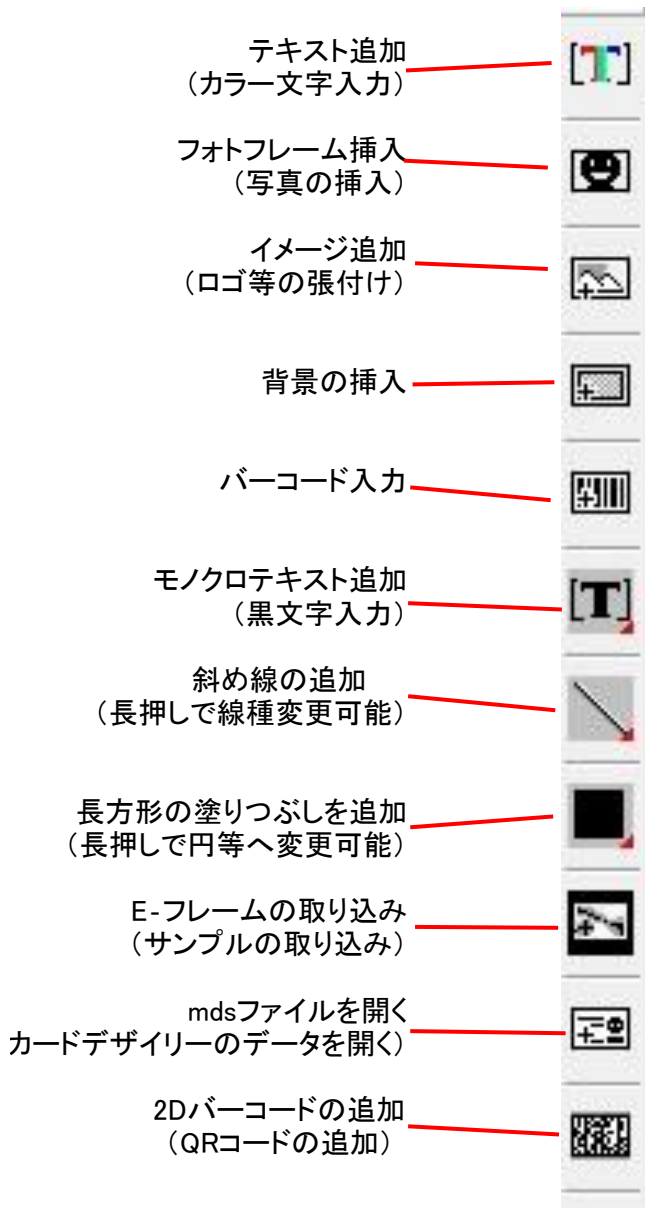 テキスト追加
（カラー文字入力）
フォトフレーム挿入
（写真の挿入）
イメージ追加
（ロゴ等の張付け）
背景の挿入
バーコード入力
モノクロテキスト追加
（黒文字入力）
斜め線の追加
（長押しで線種変更可能）
長方形の塗りつぶしを追加
（長押しで円等へ変更可能）
E-フレームの取り込み
（サンプルの取り込み）
mdsファイルを開く
カードデザイリーのデータを開く）
2Dバーコードの追加
（QRコードの追加）
[T]
[T]